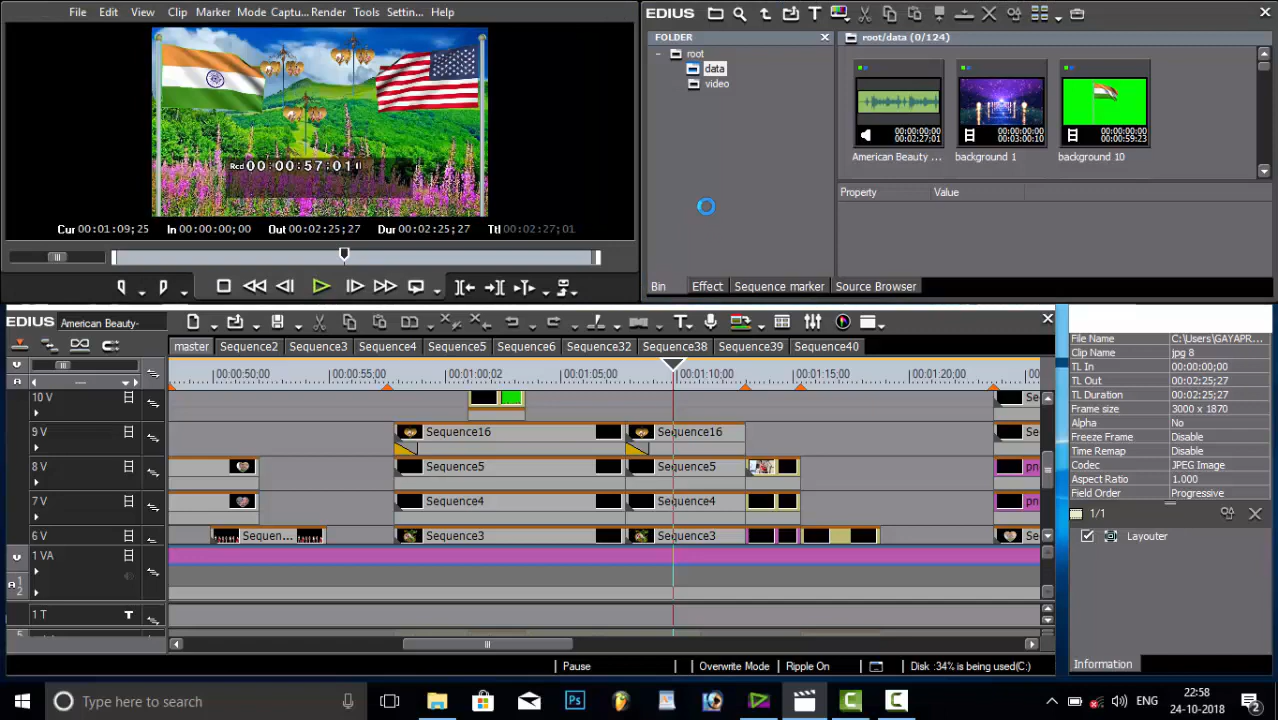 File Edit View Clip Marker Mode Captu... Render Tools Settin... Help
Rcd 00:00:57:01
Cur 00:01:09;25 In 00:00:00;00 Out 00:02:25;27 Dur 00:02:25;27 Ttl 00:02:27;01
EDIUS
FOLDER
root
data
video
root/data (0/124)
00:00:00;00
00:02:27;01
American Beauty ...
00:00:00;00
00:03:00;10
background 1
00:00:00:00
00:00:59:23
background 10
Property Value
Bin Effect Sequence marker Source Browser
EDIUS American Beauty-
master Sequence2 Sequence3 Sequence4 Sequence5 Sequence6 Sequence32 Sequence38 Sequence39 Sequence40
00:00:50;00 00:00:55;00 00:01:00;02 00:01:05;00 00:01:10;00 00:01:15;00 00:01:20;00
10 V Se
9 V Sequence16 Sequence16 Se
8 V Sequence5 Sequence5 pn
7 V Sequence4 Sequence4 pn
6 V Sequen... Sequence3 Sequence3 Se
1 VA
A 1 2
1 T T
Pause Overwrite Mode Ripple On Disk :34% is being used(C:)
File Name C:\Users\GAYAPR...
Clip Name jpg 8
TL In 00:00:00;00
TL Out 00:02:25;27
TL Duration 00:02:25;27
Frame size 3000 x 1870
Alpha No
Freeze Frame Disable
Time Remap Disable
Codec JPEG Image
Aspect Ratio 1.000
Field Order Progressive
1/1
Layouter
Information
Type here to search
Ps
ENG
22:58
24-10-2018
2